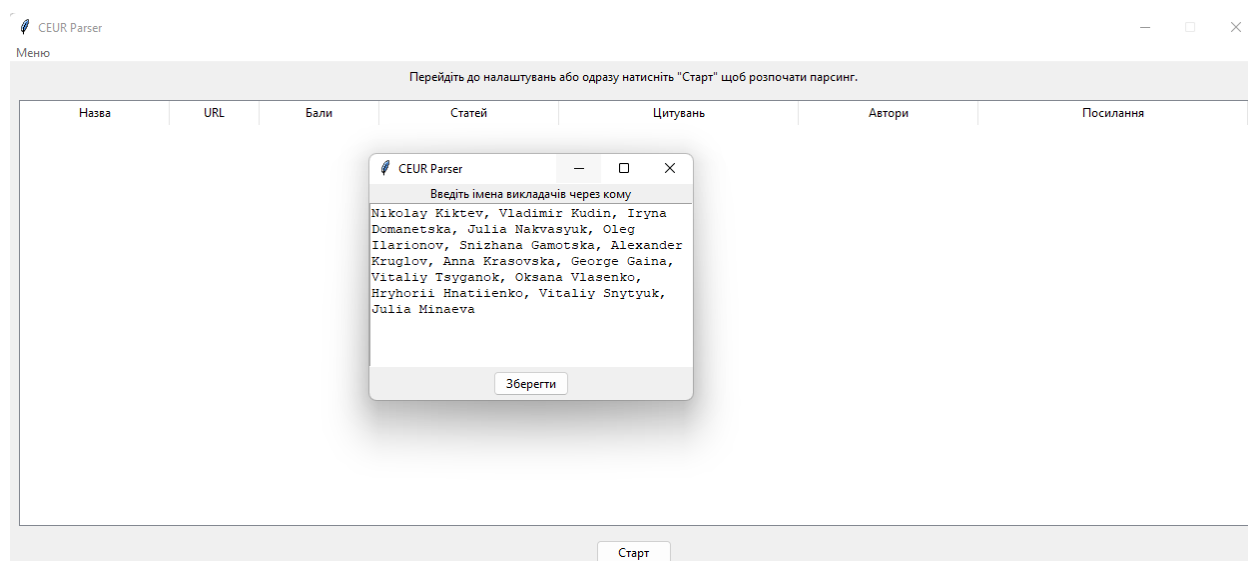 CEUR Parser
Меню
Перейдіть до налаштувань або одразу натисніть "Старт" щоб розпочати парсинг.
Назва URL Бали Статей Цитувань Автори Посилання
CEUR Parser
Введіть імена викладачів через кому
Nikolay Kiktev, Vladimir Kudin, Iryna
Domanetska, Julia Nakvasyuk, Oleg
Ilarionov, Snizhana Gamotska, Alexander
Kruglov, Anna Krasovska, George Gaina,
Vitaliy Tsyganok, Oksana Vlasenko,
Hryhorii Hnatiienko, Vitaliy Snytyuk,
Julia Minaeva
Зберегти
Старт